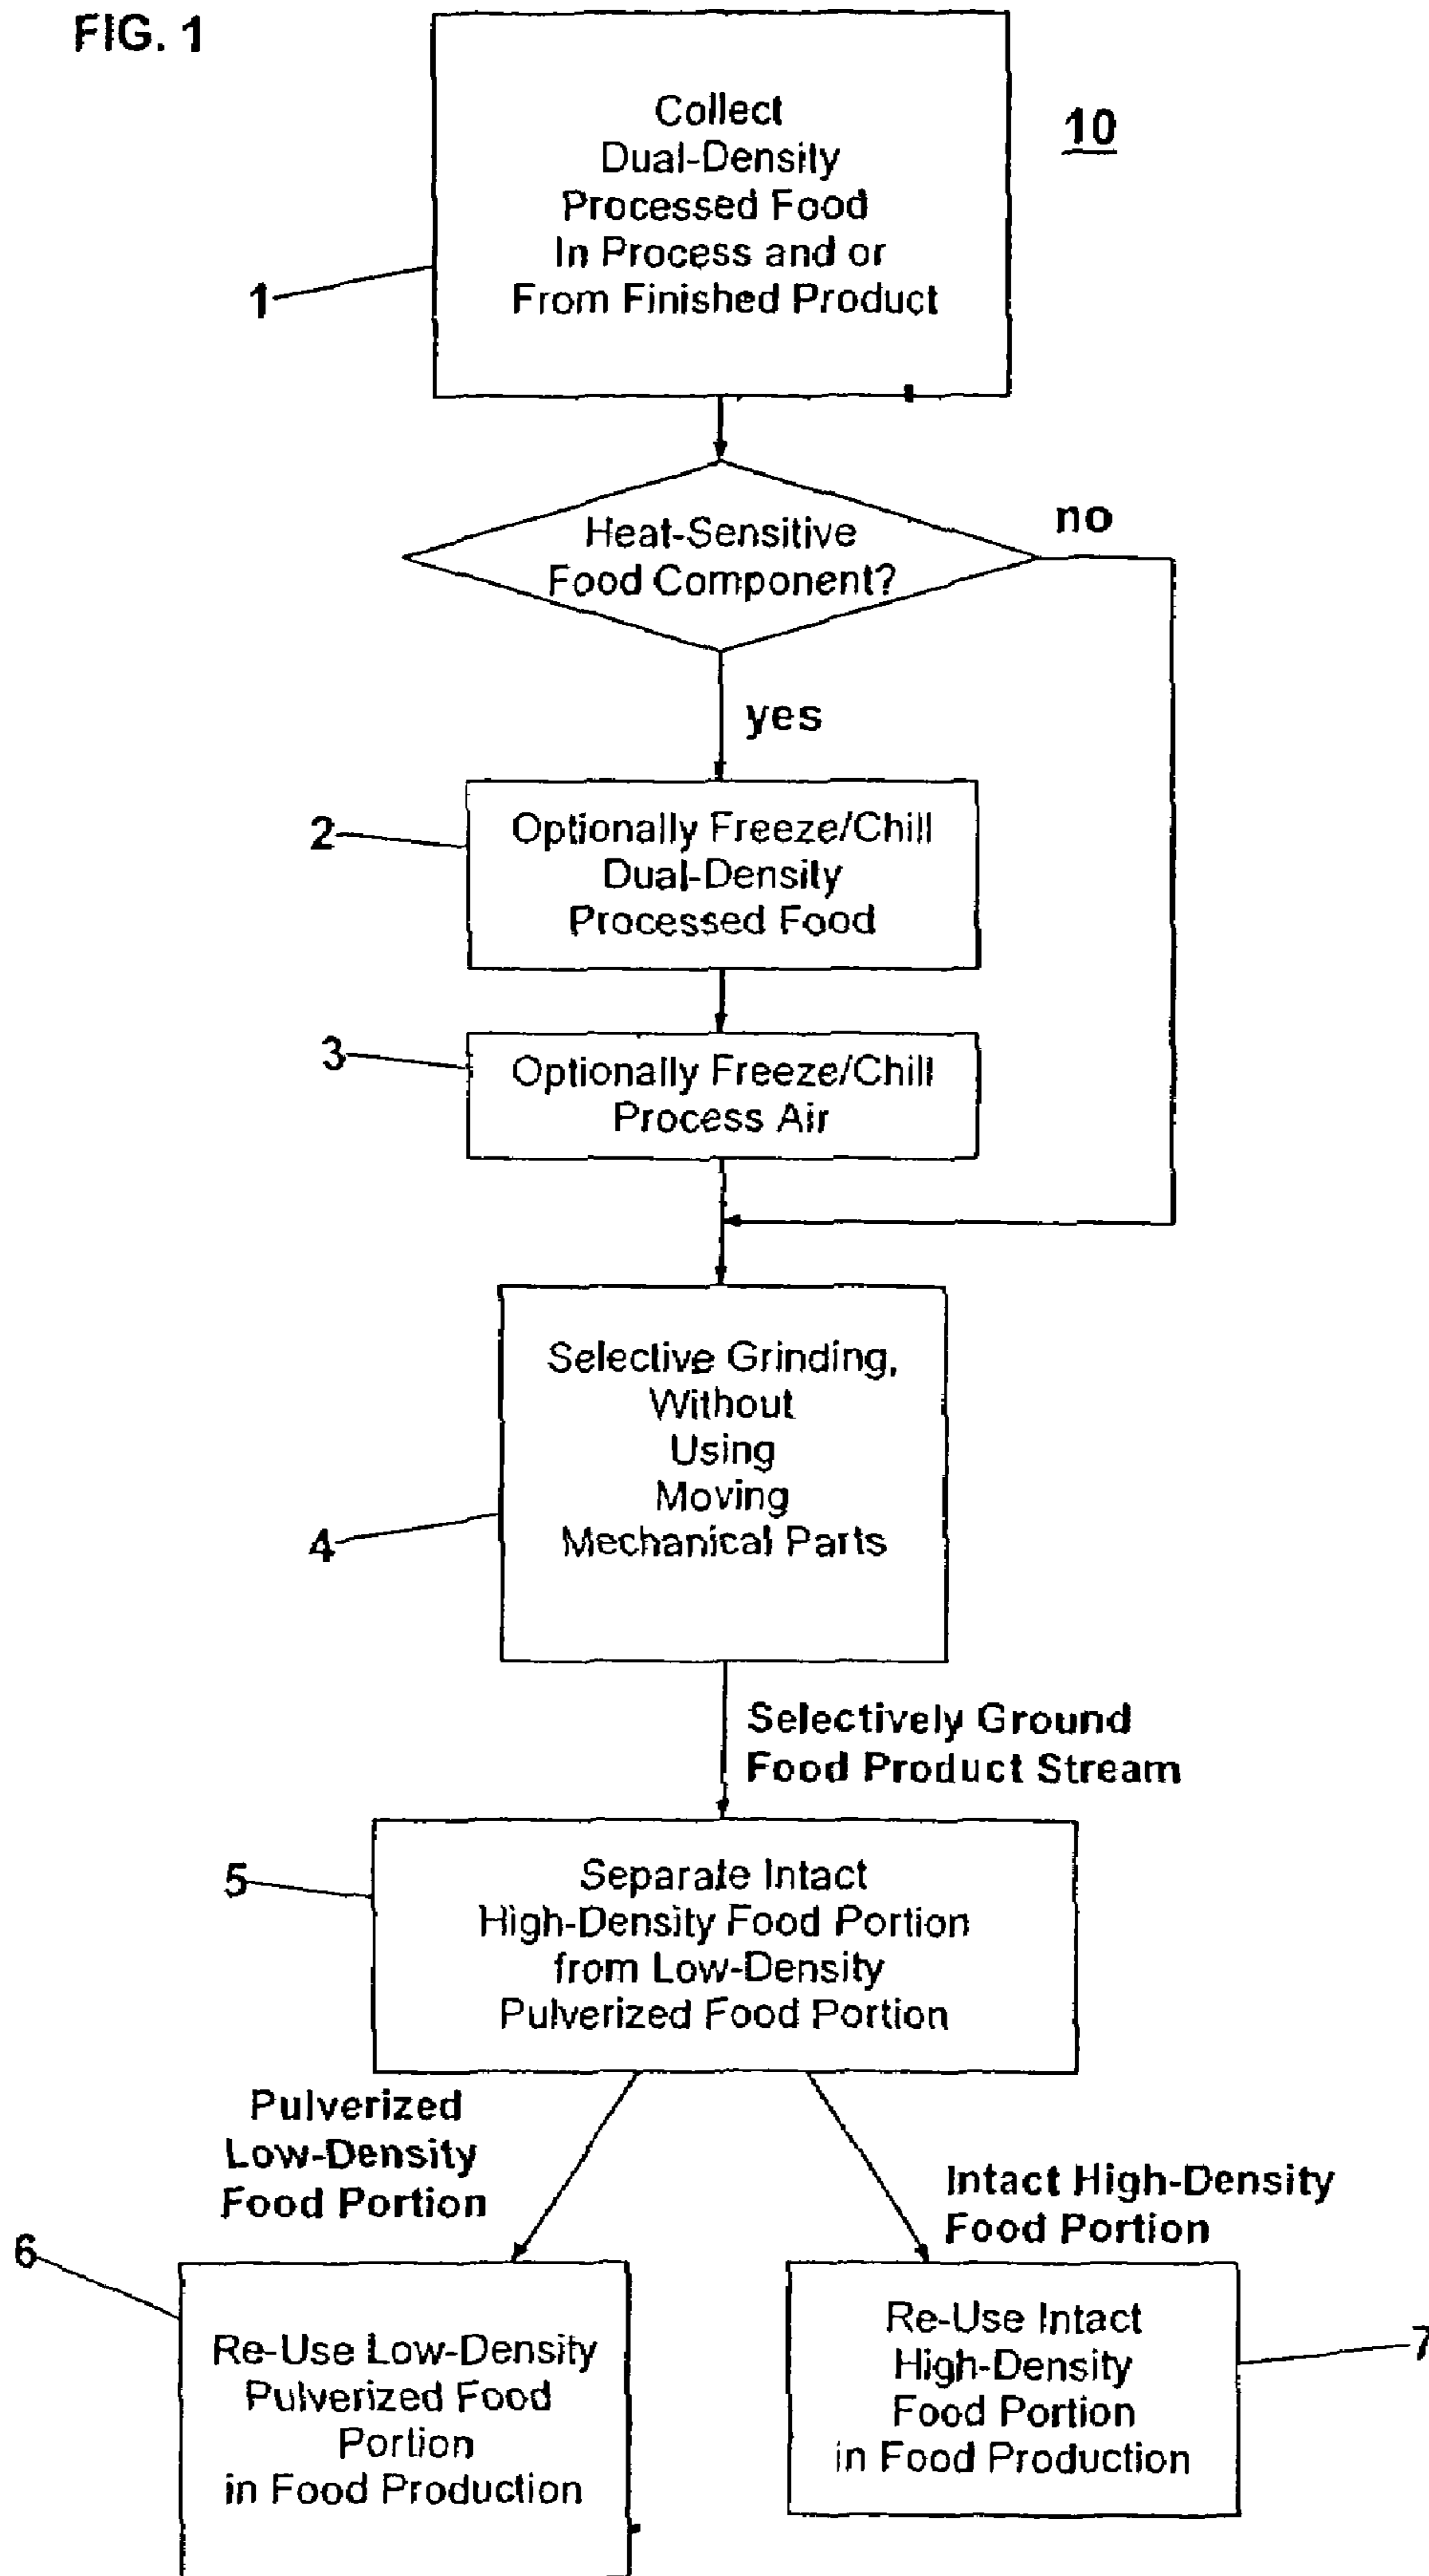 FIG. 1
10
Collect
Dual-Density
Processed Food
In Process and or
From Finished Product
1
Heat-Sensitive
Food Component?
no
yes
2
Optionally Freeze/Chill
Dual-Density
Processed Food
3
Optionally Freeze/Chill
Process Air
Selective Grinding,
Without
Using
Moving
Mechanical Parts
4
Selectively Ground
Food Product Stream
5
Separate Intact
High-Density Food Portion
from Low-Density
Pulverized Food Portion
Pulverized
Low-Density
Food Portion
Intact High-Density
Food Portion
6
Re-Use Low-Density
Pulverized Food
Portion
in Food Production
Re-Use Intact
High-Density
Food Portion
in Food Production
7